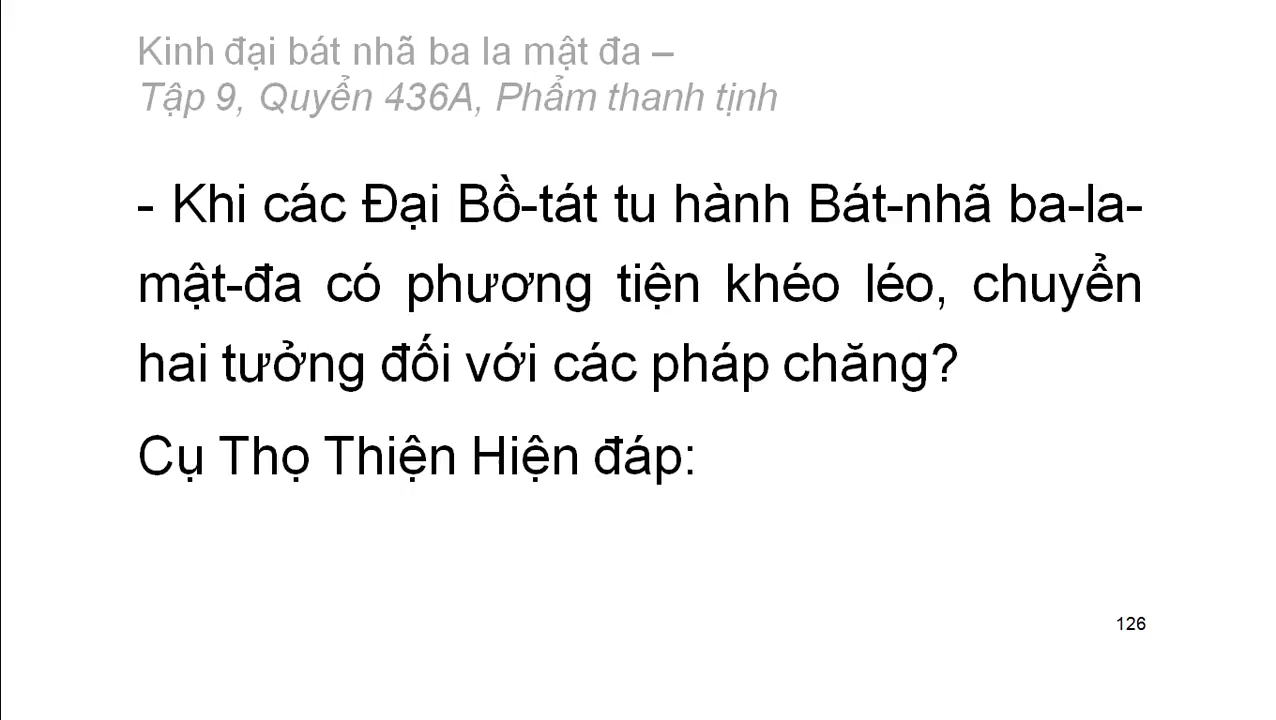 Kinh đại bát nhã ba la mật đa –
Tập 9, Quyển 436A, Phẩm thanh tịnh
- Khi các Đại Bồ-tát tu hành Bát-nhã ba-la-
mật-đa có phương tiện khéo léo, chuyển
hai tưởng đối với các pháp chăng?
Cụ Thọ Thiện Hiện đáp:
126